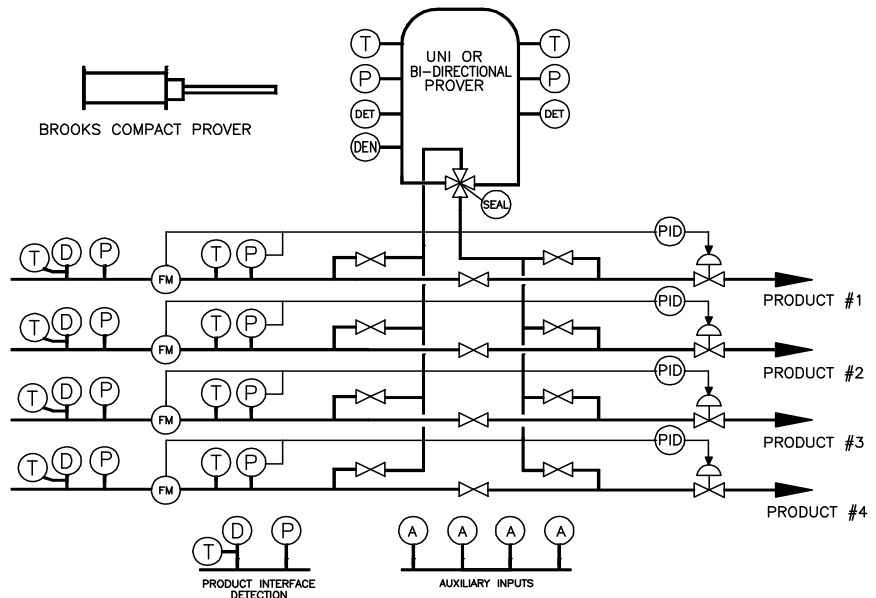 T UNI OR T
BI-DIRECTIONAL
P PROVER P
DET DET
BROOKS COMPACT PROVER
DEN
SEAL
T D P FM T P PID
PRODUCT #1
T D P FM T P PID
PRODUCT #2
T D P FM T P PID
PRODUCT #3
T D P FM T P PID
PRODUCT #4
T D P
PRODUCT INTERFACE
DETECTION
A A A A
AUXILIARY INPUTS